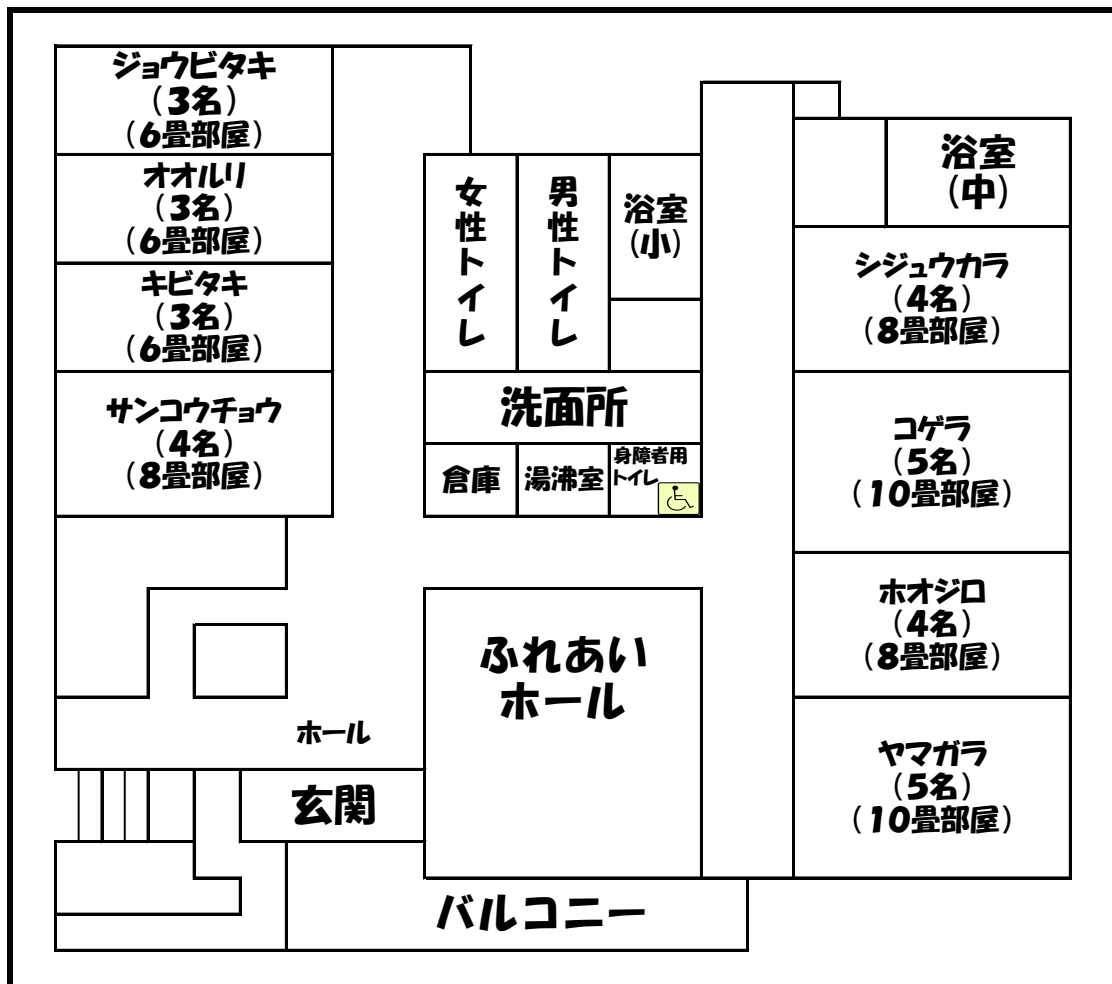 ジョウビタキ
（3名）
（6畳部屋）
オオルリ
（3名）
（6畳部屋）
キビタキ
（3名）
（6畳部屋）
サンコウチョウ
（4名）
（8畳部屋）
女性トイレ
男性トイレ
浴室
(小)
洗面所
倉庫
湯沸室
身障者用
トイレ
浴室
(中)
シジュウカラ
（4名）
（8畳部屋）
コゲラ
（5名）
（10畳部屋）
ホオジロ
（4名）
（8畳部屋）
ヤマガラ
（5名）
（10畳部屋）
ふれあい
ホール
ホール
玄関
バルコニー